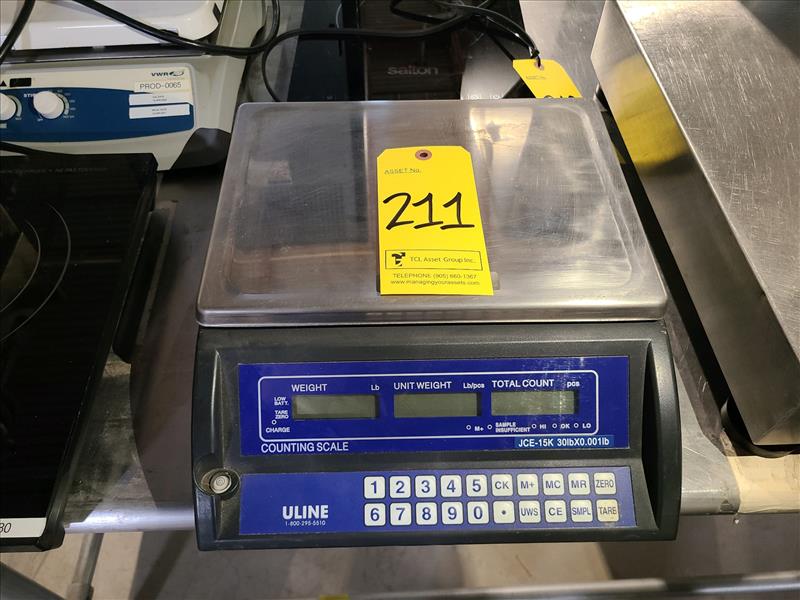 VWR
PROD-0065
salton
ASSET No.
211
TCL Asset Group Inc.
TELEPHONE (905) 660-1367
www.managingyourassets.com
WEIGHT Lb UNIT WEIGHT Lb/pcs TOTAL COUNT pcs
LOW BATT.
TARE ZERO
CHARGE
M+ SAMPLE INSUFFICIENT HI OK LO
COUNTING SCALE
JCE-15K 30lbX0.001lb
1 2 3 4 5 CK M+ MC MR ZERO
6 7 8 9 0 • UWS CE SMPL TARE
ULINE
1-800-295-5510